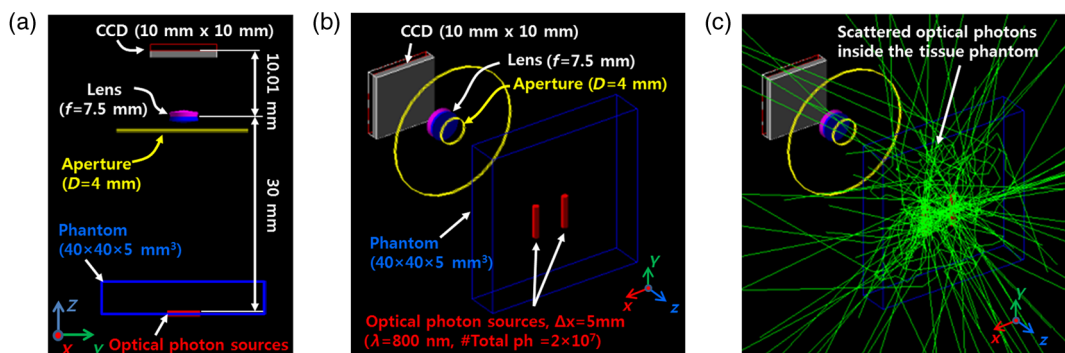 (a)
CCD (10 mm x 10 mm)
Lens
(f=7.5 mm)
10.01 mm
Aperture
(D=4 mm)
30 mm
Phantom
(40×40×5 mm³)
Z
X
Y
Optical photon sources
(b)
CCD (10 mm x 10 mm)
Lens (f=7.5 mm)
Aperture (D=4 mm)
Phantom
(40×40×5 mm³)
Y
X
Z
Optical photon sources, Δx=5mm
(λ=800 nm, #Total ph =2×10⁷)
(c)
Scattered optical photons
inside the tissue phantom
Y
X
Z